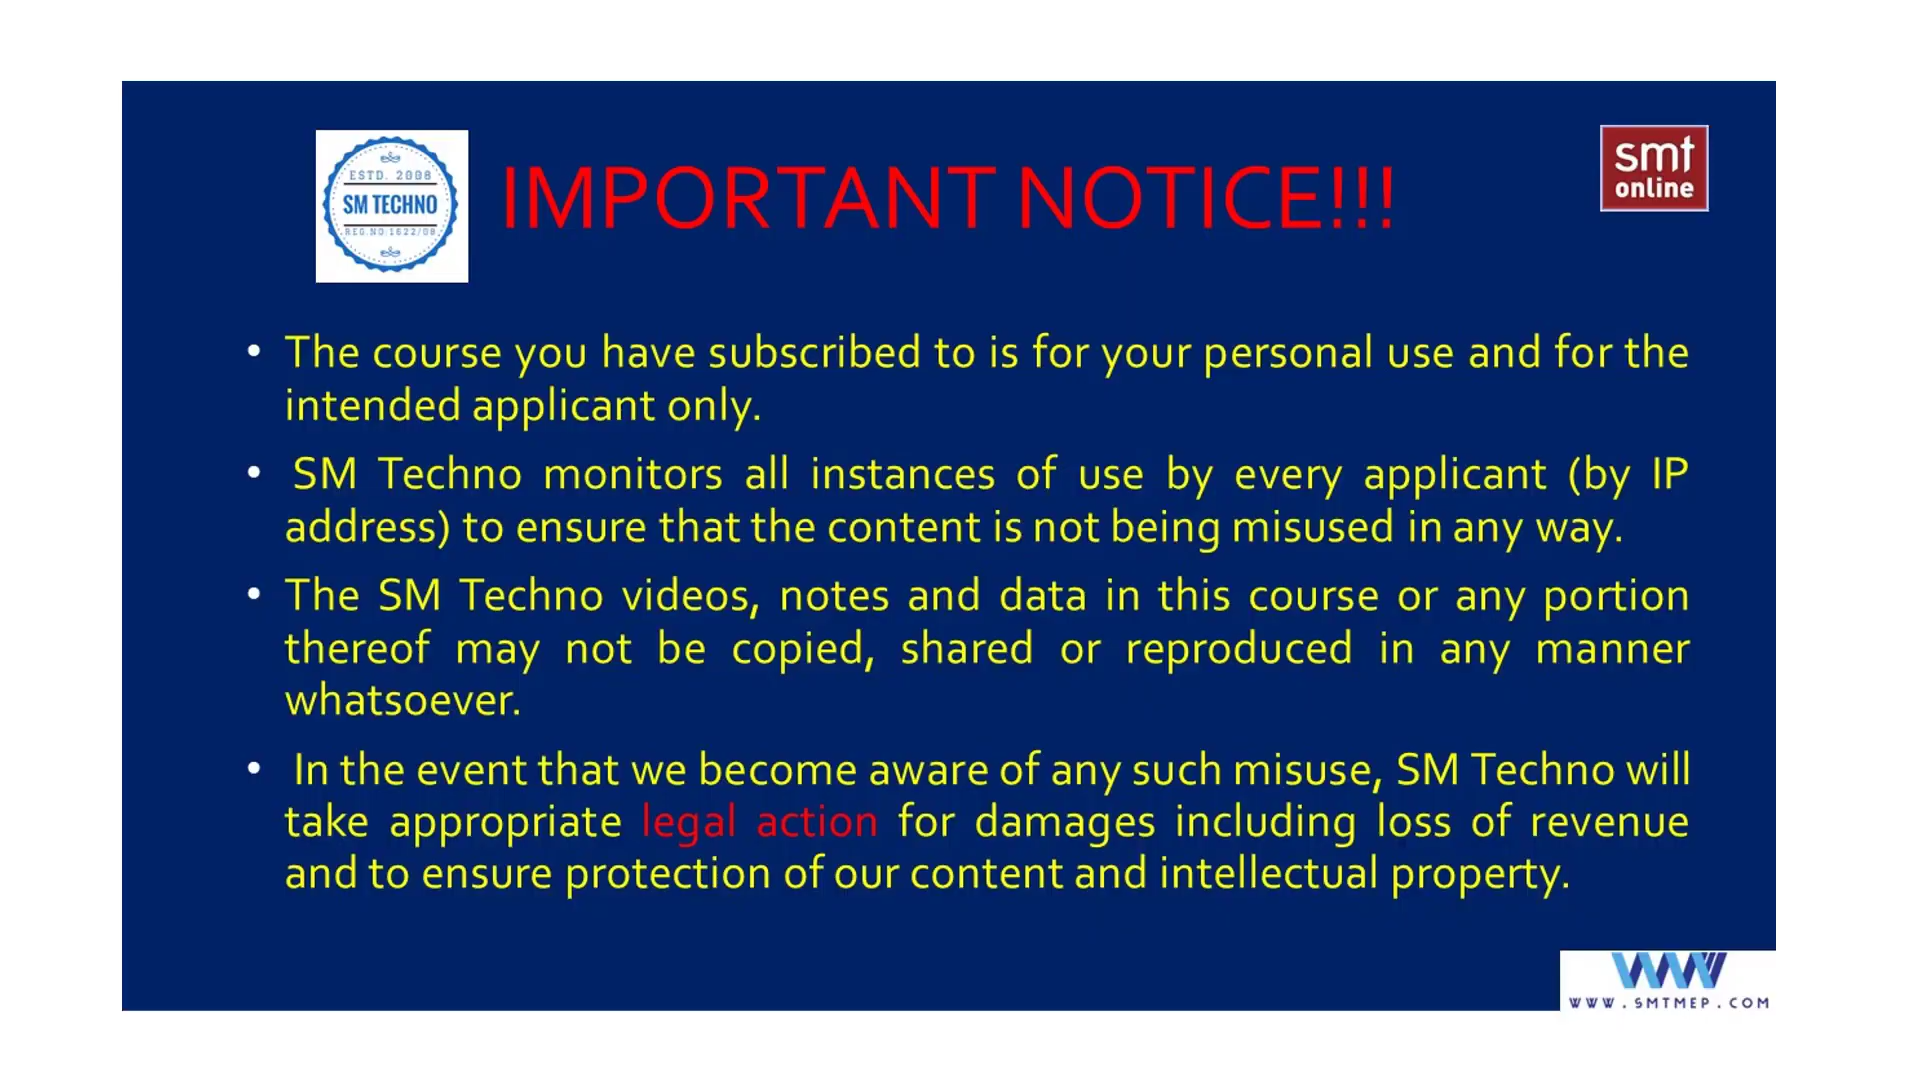 ESTD. 2008
SM TECHNO
REG.NO.1622/08
IMPORTANT NOTICE!!!
smt
online
• The course you have subscribed to is for your personal use and for the
intended applicant only.
• SM Techno monitors all instances of use by every applicant (by IP
address) to ensure that the content is not being misused in any way.
• The SM Techno videos, notes and data in this course or any portion
thereof may not be copied, shared or reproduced in any manner
whatsoever.
• In the event that we become aware of any such misuse, SM Techno will
take appropriate legal action for damages including loss of revenue
and to ensure protection of our content and intellectual property.
WWW.SMTMEP.COM